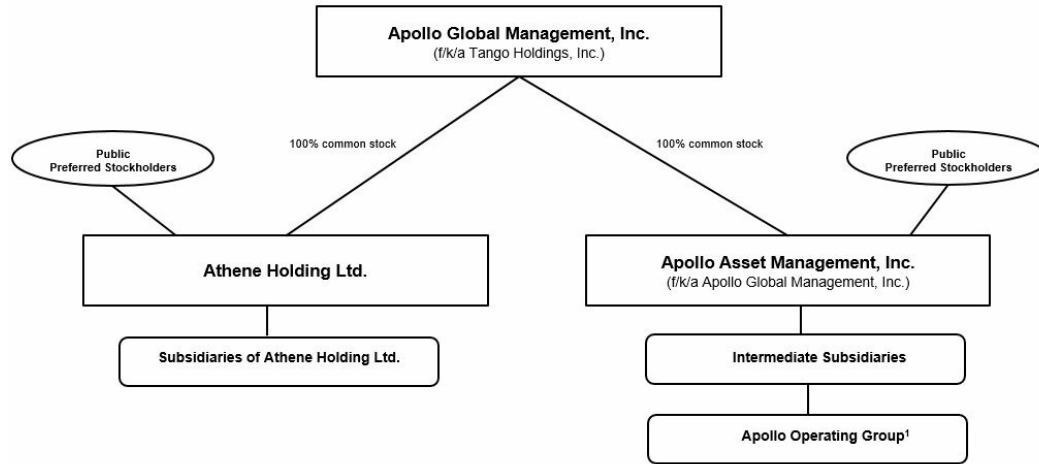 Apollo Global Management, Inc.
(f/k/a Tango Holdings, Inc.)
100% common stock
100% common stock
Public
Preferred Stockholders
Public
Preferred Stockholders
Athene Holding Ltd.
Apollo Asset Management, Inc.
(f/k/a Apollo Global Management, Inc.)
Subsidiaries of Athene Holding Ltd.
Intermediate Subsidiaries
Apollo Operating Group¹